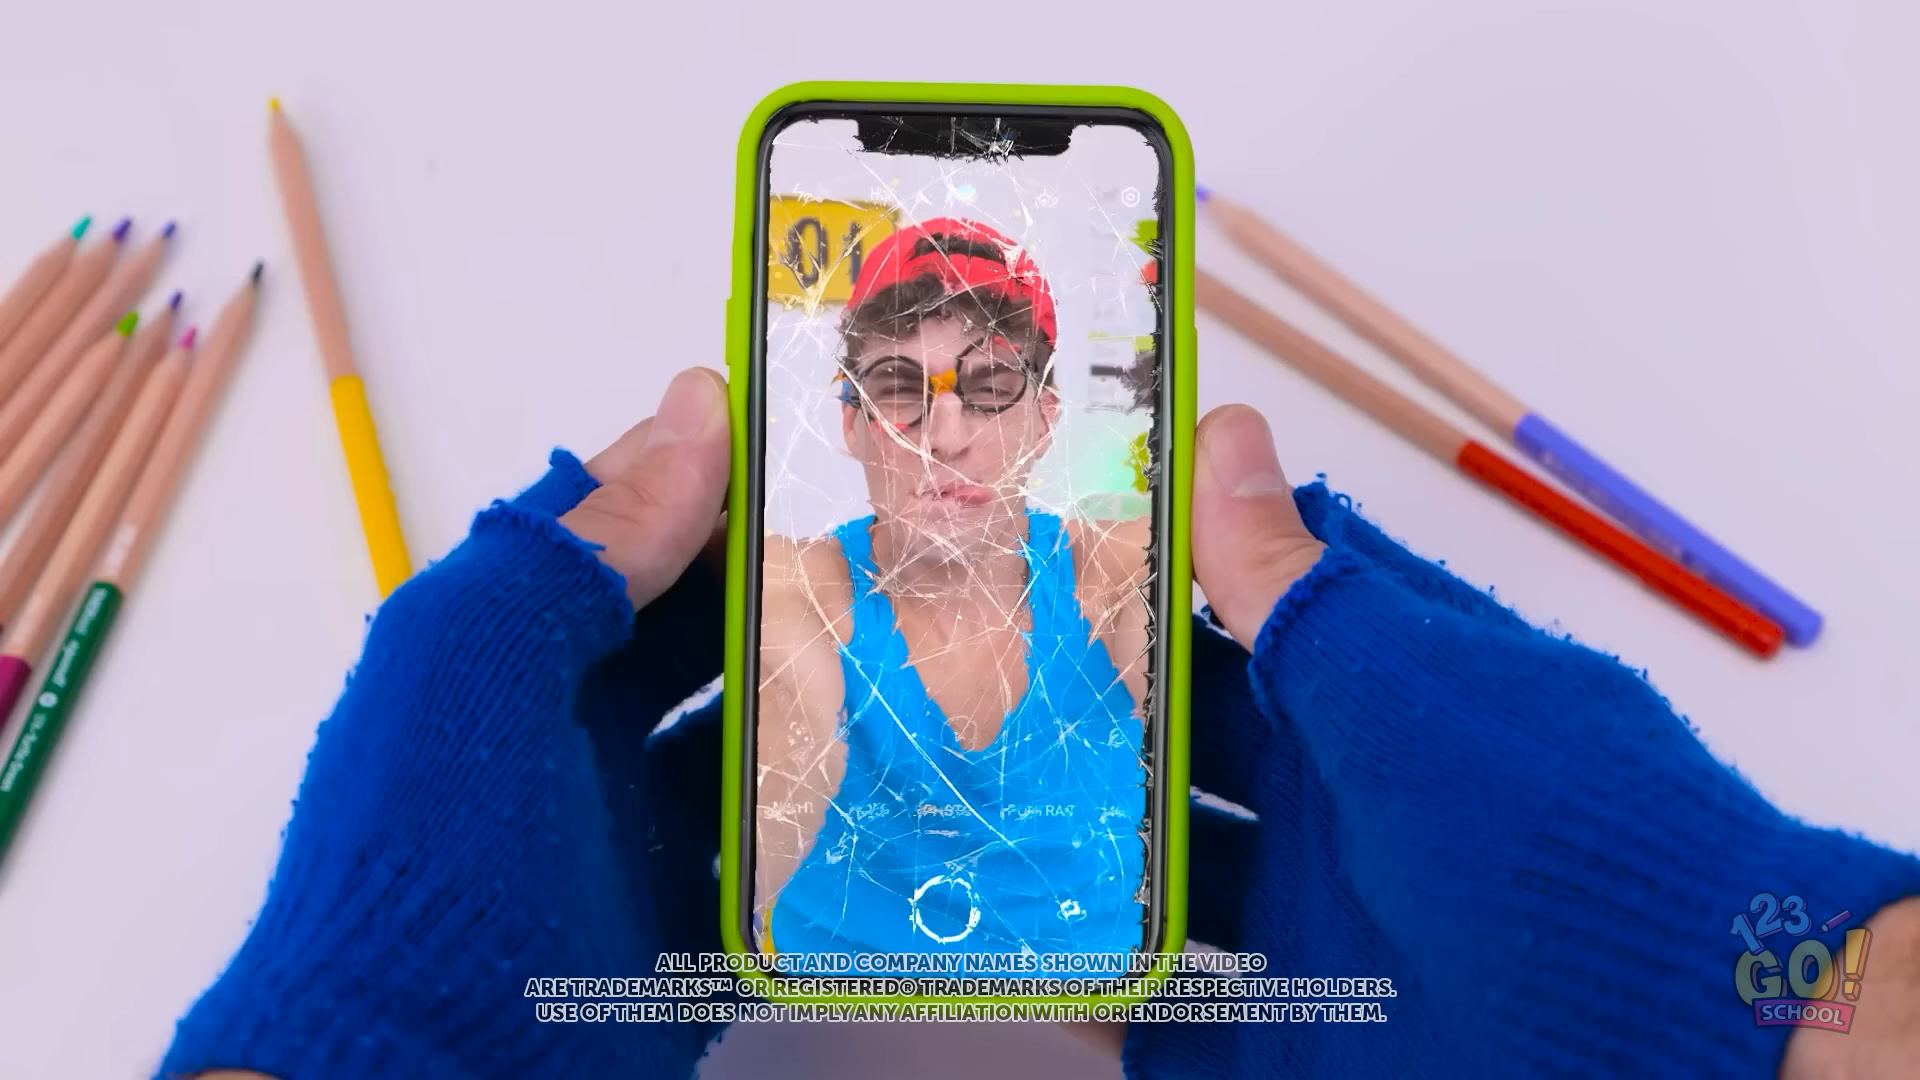 01
ALL PRODUCT AND COMPANY NAMES SHOWN IN THE VIDEO
ARE TRADEMARKS™ OR REGISTERED® TRADEMARKS OF THEIR RESPECTIVE HOLDERS.
USE OF THEM DOES NOT IMPLY ANY AFFILIATION WITH OR ENDORSEMENT BY THEM.
123
GO!
SCHOOL